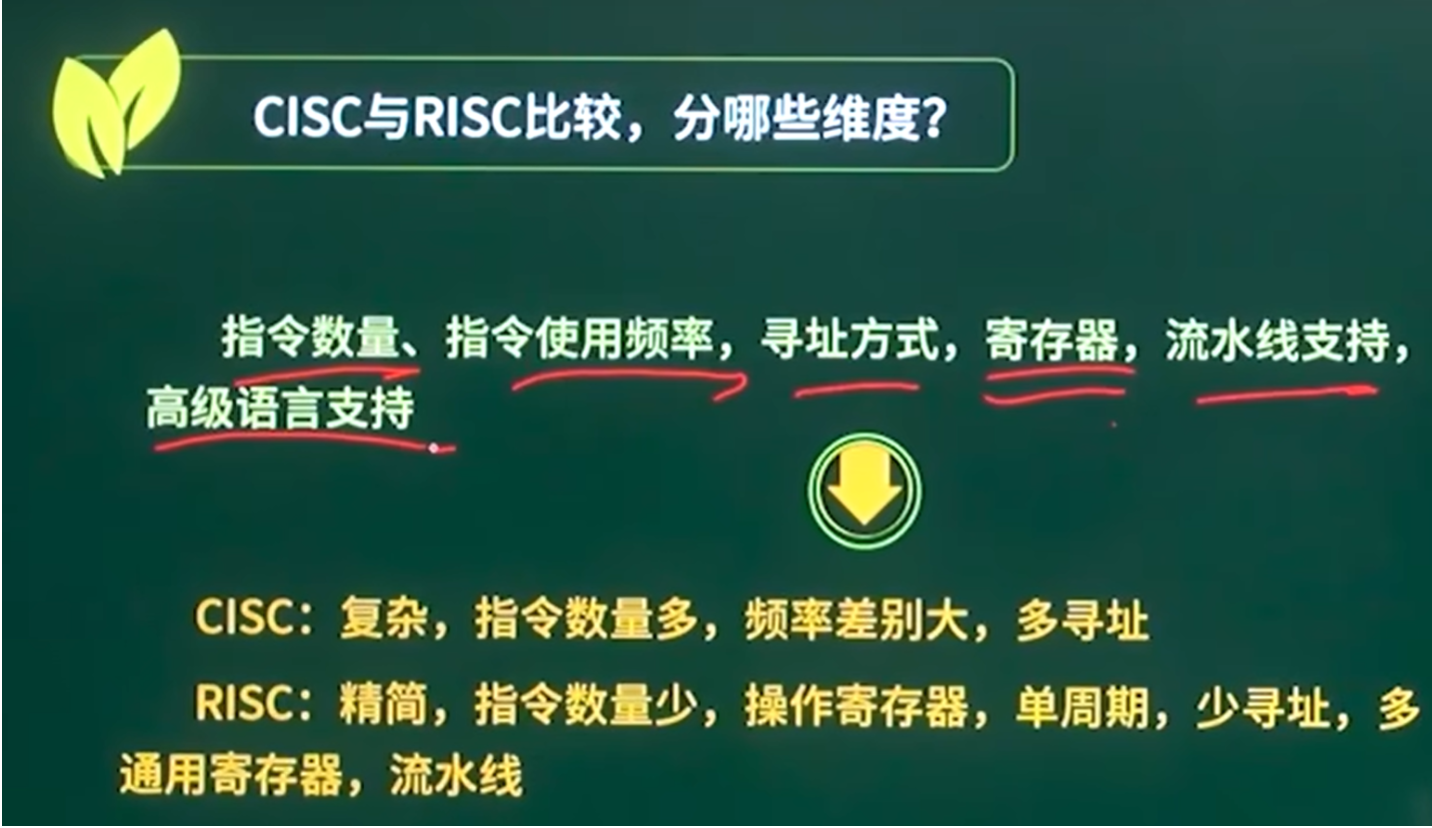 CISC与RISC比较，分哪些维度？
指令数量、指令使用频率，寻址方式，寄存器，流水线支持，
高级语言支持
CISC：复杂，指令数量多，频率差别大，多寻址
RISC：精简，指令数量少，操作寄存器，单周期，少寻址，多
通用寄存器，流水线